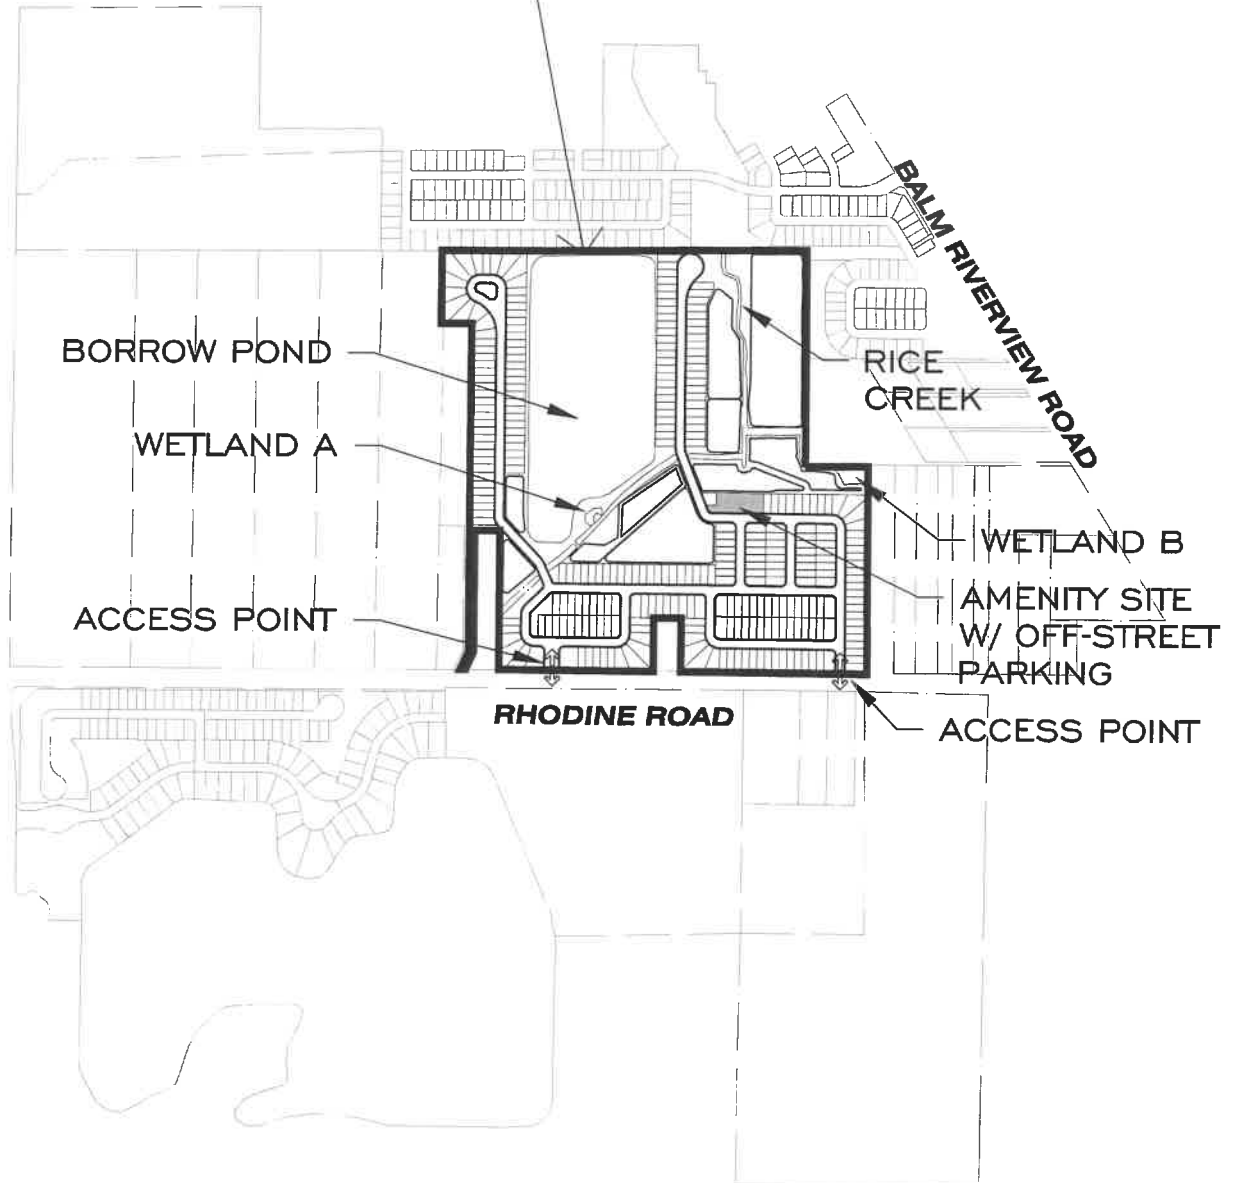 BALM RIVERVIEW ROAD
BORROW POND
RICE
CREEK
WETLAND A
WETLAND B
AMENITY SITE
W/ OFF-STREET
PARKING
ACCESS POINT
RHODINE ROAD
ACCESS POINT